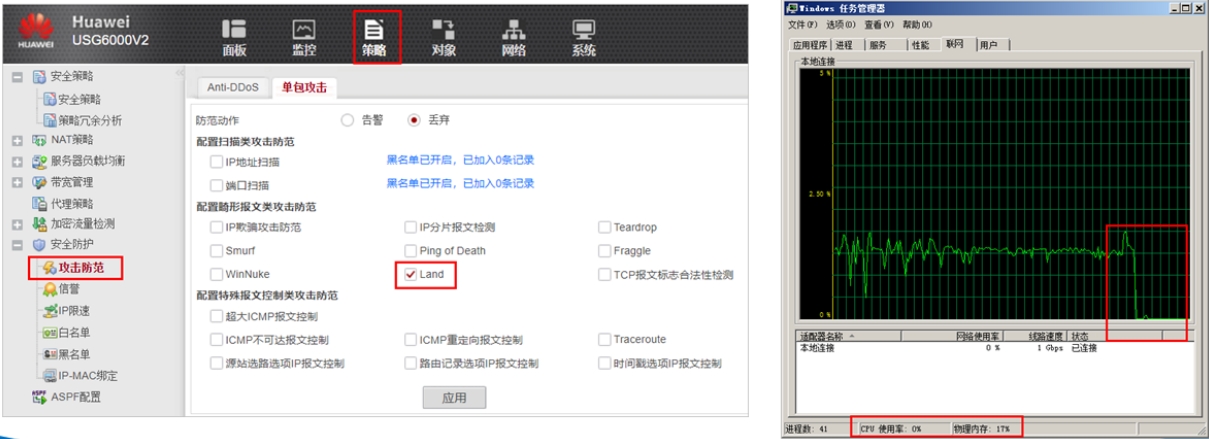 Huawei
USG6000V2
HUAWEI
面板
监控
策略
对象
网络
系统
安全策略
安全策略
策略冗余分析
NAT策略
服务器负载均衡
带宽管理
代理策略
加密流量检测
安全防护
攻击防范
信誉
IP限速
白名单
黑名单
IP-MAC绑定
ASPF配置
Anti-DDoS 单包攻击
防范动作 告警 丢弃
配置扫描类攻击防范
IP地址扫描 黑名单已开启，已加入0条记录
端口扫描 黑名单已开启，已加入0条记录
配置畸形报文类攻击防范
IP欺骗攻击防范 IP分片报文检测 Teardrop
Smurf Ping of Death Fraggle
WinNuke Land TCP报文标志合法性检测
配置特殊报文控制类攻击防范
超大ICMP报文控制
ICMP不可达报文控制 ICMP重定向报文控制 Traceroute
源站选路选项IP报文控制 路由记录选项IP报文控制 时间戳选项IP报文控制
应用
Windows 任务管理器
文件(F) 选项(O) 查看(V) 帮助(H)
应用程序 进程 服务 性能 联网 用户
本地连接
5 %
2.50 %
0 %
适配器名称 网络使用率 线路速度 状态
本地连接 0 % 1 Gbps 已连接
进程数: 41 CPU 使用率: 0% 物理内存: 17%